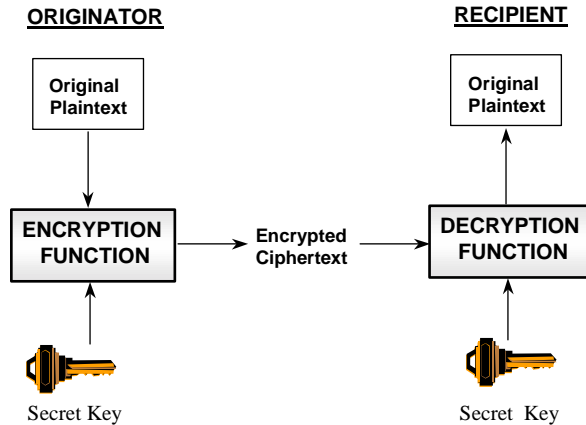 ORIGINATOR
RECIPIENT
Original
Plaintext
Original
Plaintext
ENCRYPTION
FUNCTION
Encrypted
Ciphertext
DECRYPTION
FUNCTION
Secret Key
Secret Key